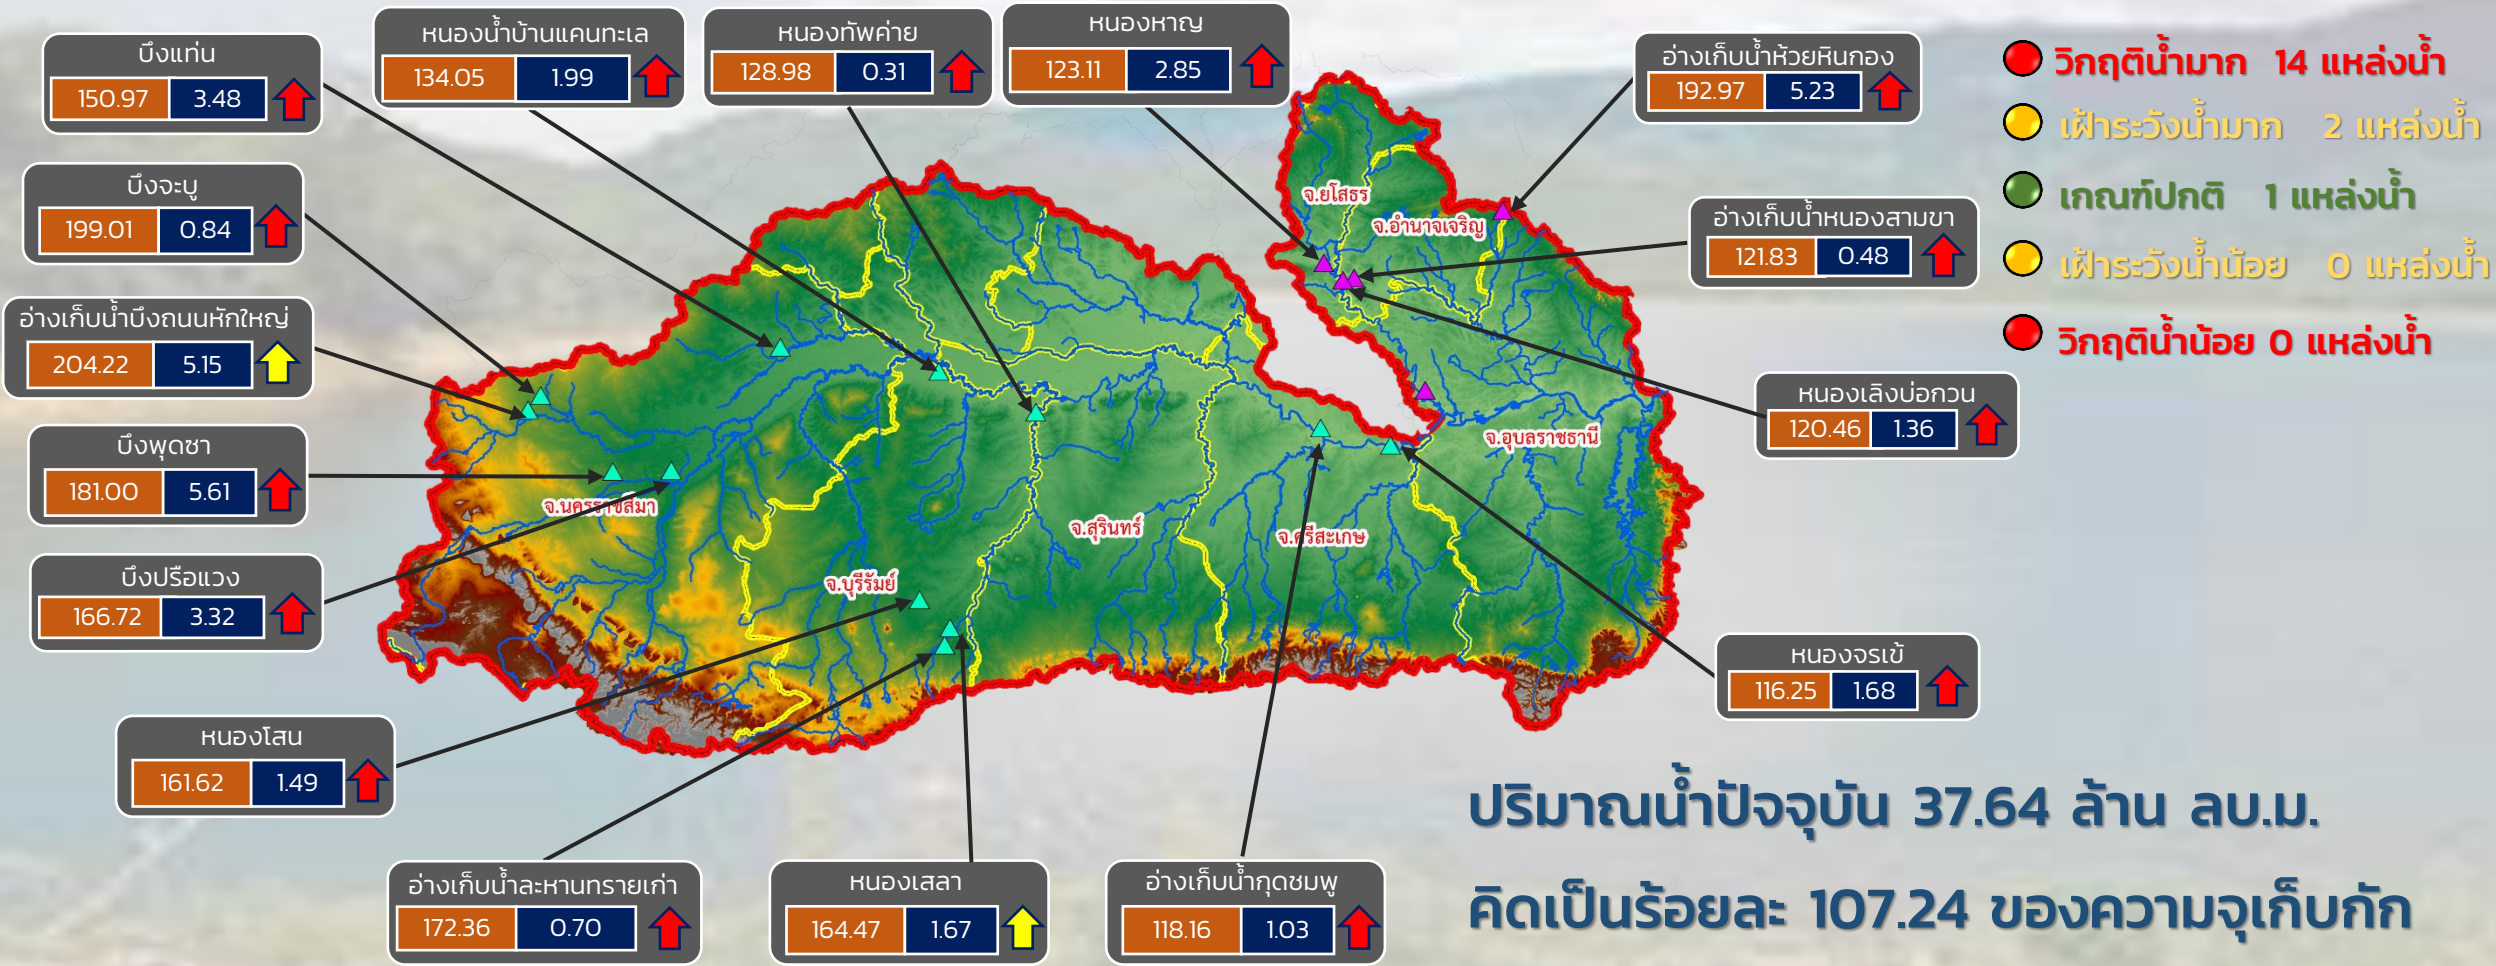 บึงแท่น
150.97 3.48
หนองน้ำบ้านแคนทะเล
134.05 1.99
หนองทัพค่าย
128.98 0.31
หนองหาญ
123.11 2.85
อ่างเก็บน้ำห้วยหินกอง
192.97 5.23
วิกฤติน้ำมาก 14 แหล่งน้ำ
เฝ้าระวังน้ำมาก 2 แหล่งน้ำ
เกณฑ์ปกติ 1 แหล่งน้ำ
เฝ้าระวังน้ำน้อย 0 แหล่งน้ำ
วิกฤติน้ำน้อย 0 แหล่งน้ำ
บึงจะบู
199.01 0.84
อ่างเก็บน้ำหนองสามขา
121.83 0.48
อ่างเก็บน้ำบึงถนนหักใหญ่
204.22 5.15
หนองเลิงบ่อกวน
120.46 1.36
บึงพุดซา
181.00 5.61
บึงปรือแวง
166.72 3.32
หนองจรเข้
116.25 1.68
หนองโสน
161.62 1.49
อ่างเก็บน้ำละหานทรายเก่า
172.36 0.70
หนองเสลา
164.47 1.67
อ่างเก็บน้ำกุดชมพู
118.16 1.03
จ.ยโสธร
จ.อำนาจเจริญ
จ.อุบลราชธานี
จ.นครราชสีมา
จ.สุรินทร์
จ.ศรีสะเกษ
จ.บุรีรัมย์
ปริมาณน้ำปัจจุบัน 37.64 ล้าน ลบ.ม.
คิดเป็นร้อยละ 107.24 ของความจุเก็บกัก